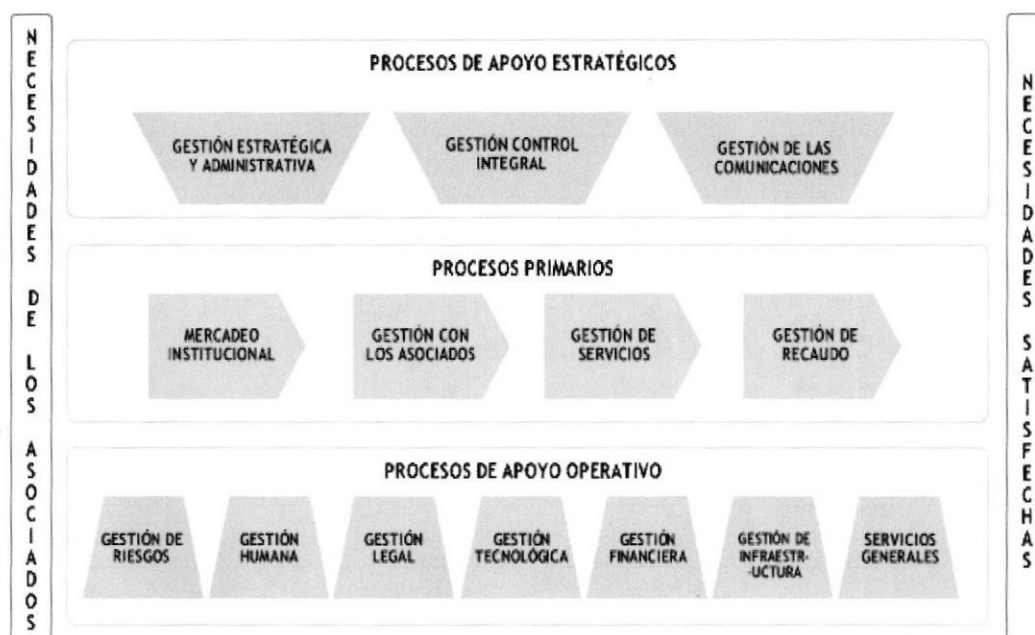 NECESIDADES DE LOS ASOCIADOS
PROCESOS DE APOYO ESTRATÉGICOS
GESTIÓN ESTRATÉGICA
Y ADMINISTRATIVA
GESTIÓN CONTROL
INTEGRAL
GESTIÓN DE LAS
COMUNICACIONES
PROCESOS PRIMARIOS
MERCADEO
INSTITUCIONAL
GESTIÓN CON
LOS ASOCIADOS
GESTIÓN DE
SERVICIOS
GESTIÓN DE
RECAUDO
PROCESOS DE APOYO OPERATIVO
GESTIÓN DE
RIESGOS
GESTIÓN
HUMANA
GESTIÓN
LEGAL
GESTIÓN
TECNOLÓGICA
GESTIÓN
FINANCIERA
GESTIÓN DE
INFRAESTR-
-UCTURA
SERVICIOS
GENERALES
NECESIDADES SATISFECHAS